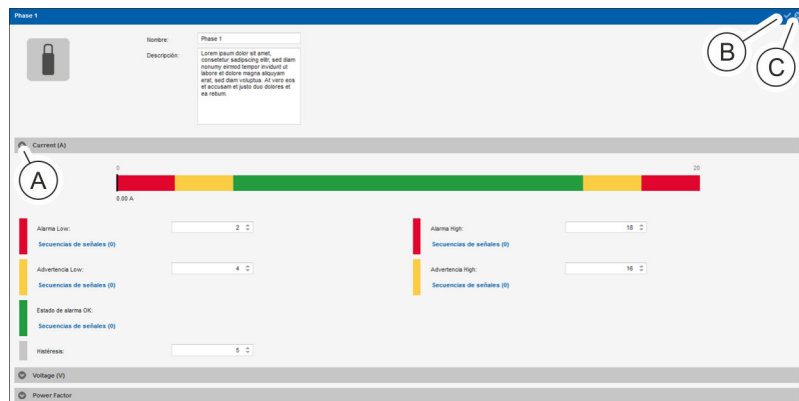 Phase 1
B
C
Nombre: Phase 1
Descripción: Lorem ipsum dolor sit amet,
consetetur sadipscing elitr, sed diam
nonumy eirmod tempor invidunt ut
labore et dolore magna aliquyam
erat, sed diam voluptua. At vero eos
et accusam et justo duo dolores et
ea rebum.
Current (A)
A
0 20
0.00 A
Alarma Low: 2
Alarma High: 18
Secuencias de señales (0)
Secuencias de señales (0)
Advertencia Low: 4
Advertencia High: 16
Secuencias de señales (0)
Secuencias de señales (0)
Estado de alarma OK:
Secuencias de señales (0)
Histéresis: 5
Voltage (V)
Power Factor